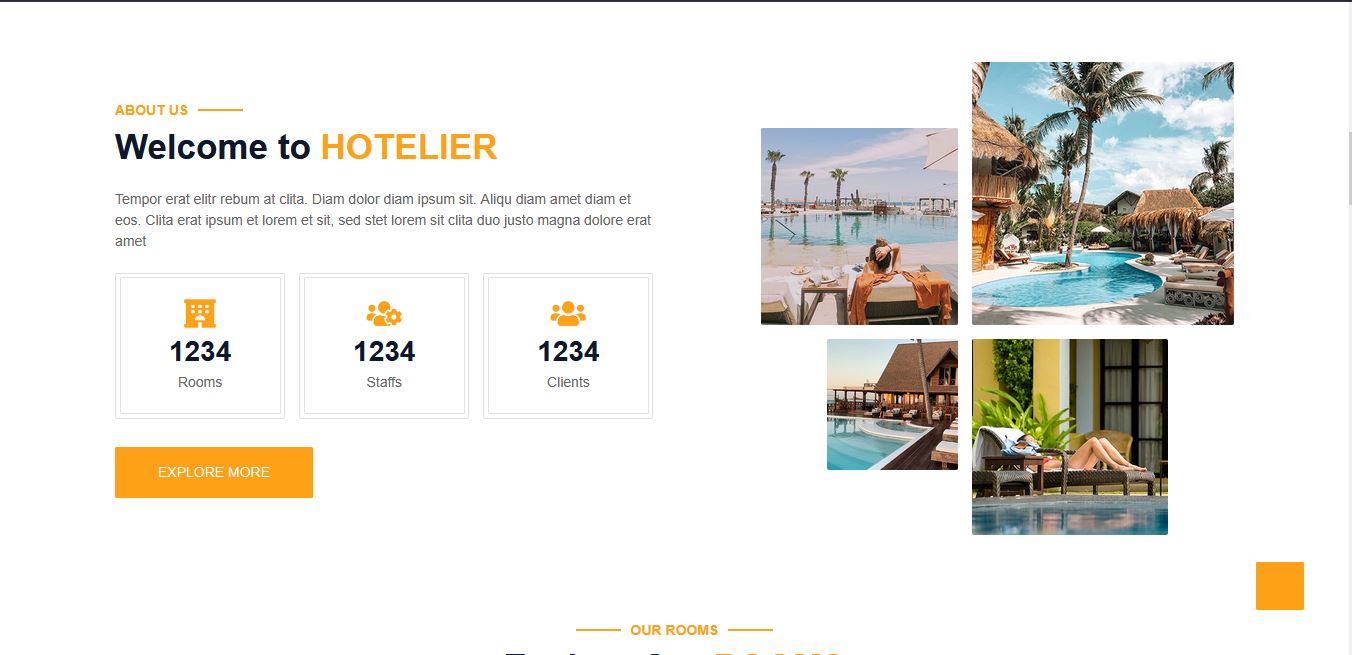 ABOUT US
Welcome to HOTELIER
Tempor erat elitr rebum at clita. Diam dolor diam ipsum sit. Aliqu diam amet diam et
eos. Clita erat ipsum et lorem et sit, sed stet lorem sit clita duo justo magna dolore erat
amet
1234
Rooms
1234
Staffs
1234
Clients
EXPLORE MORE
OUR ROOMS